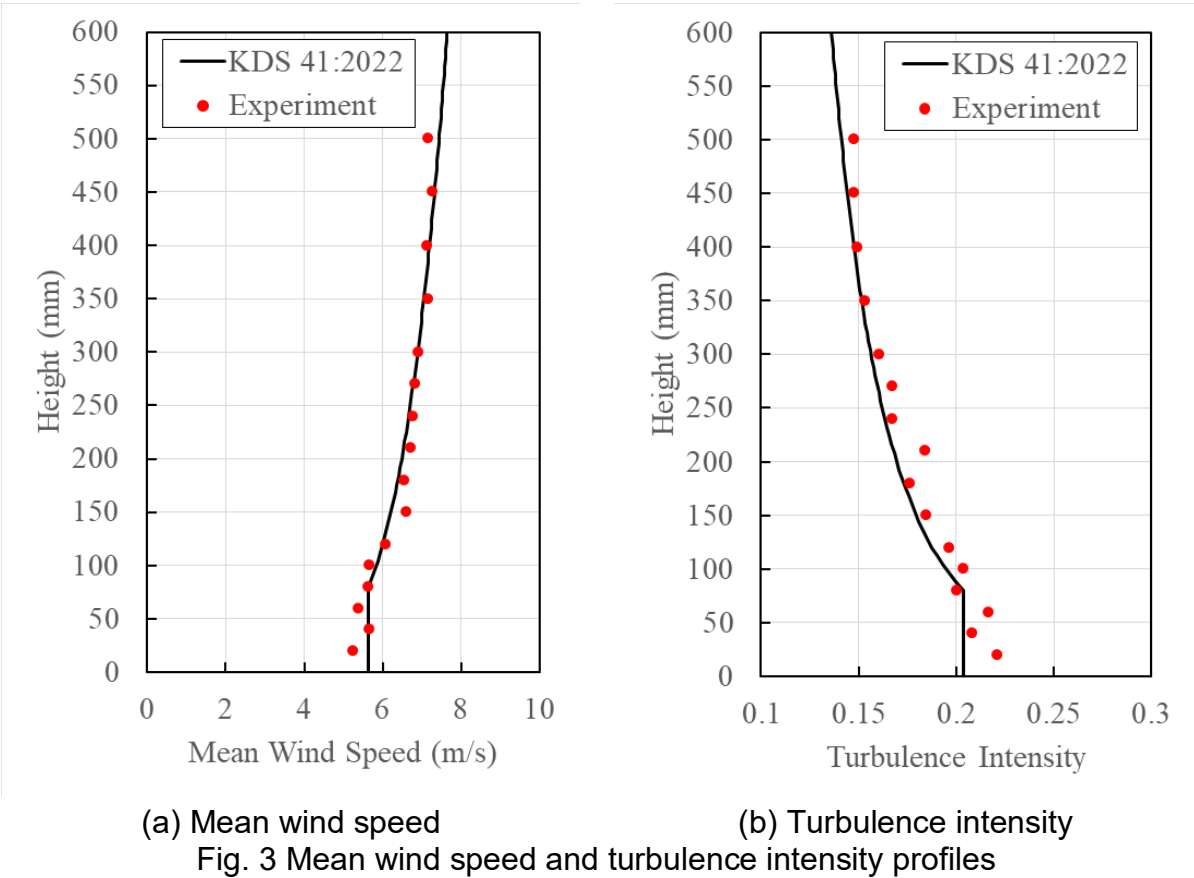 600
550
500
450
400
350
300
250
200
150
100
50
0
Height (mm)
KDS 41:2022
Experiment
0 2 4 6 8 10
Mean Wind Speed (m/s)
600
550
500
450
400
350
300
250
200
150
100
50
0
Height (mm)
KDS 41:2022
Experiment
0.1 0.15 0.2 0.25 0.3
Turbulence Intensity
(a) Mean wind speed
(b) Turbulence intensity
Fig. 3 Mean wind speed and turbulence intensity profiles